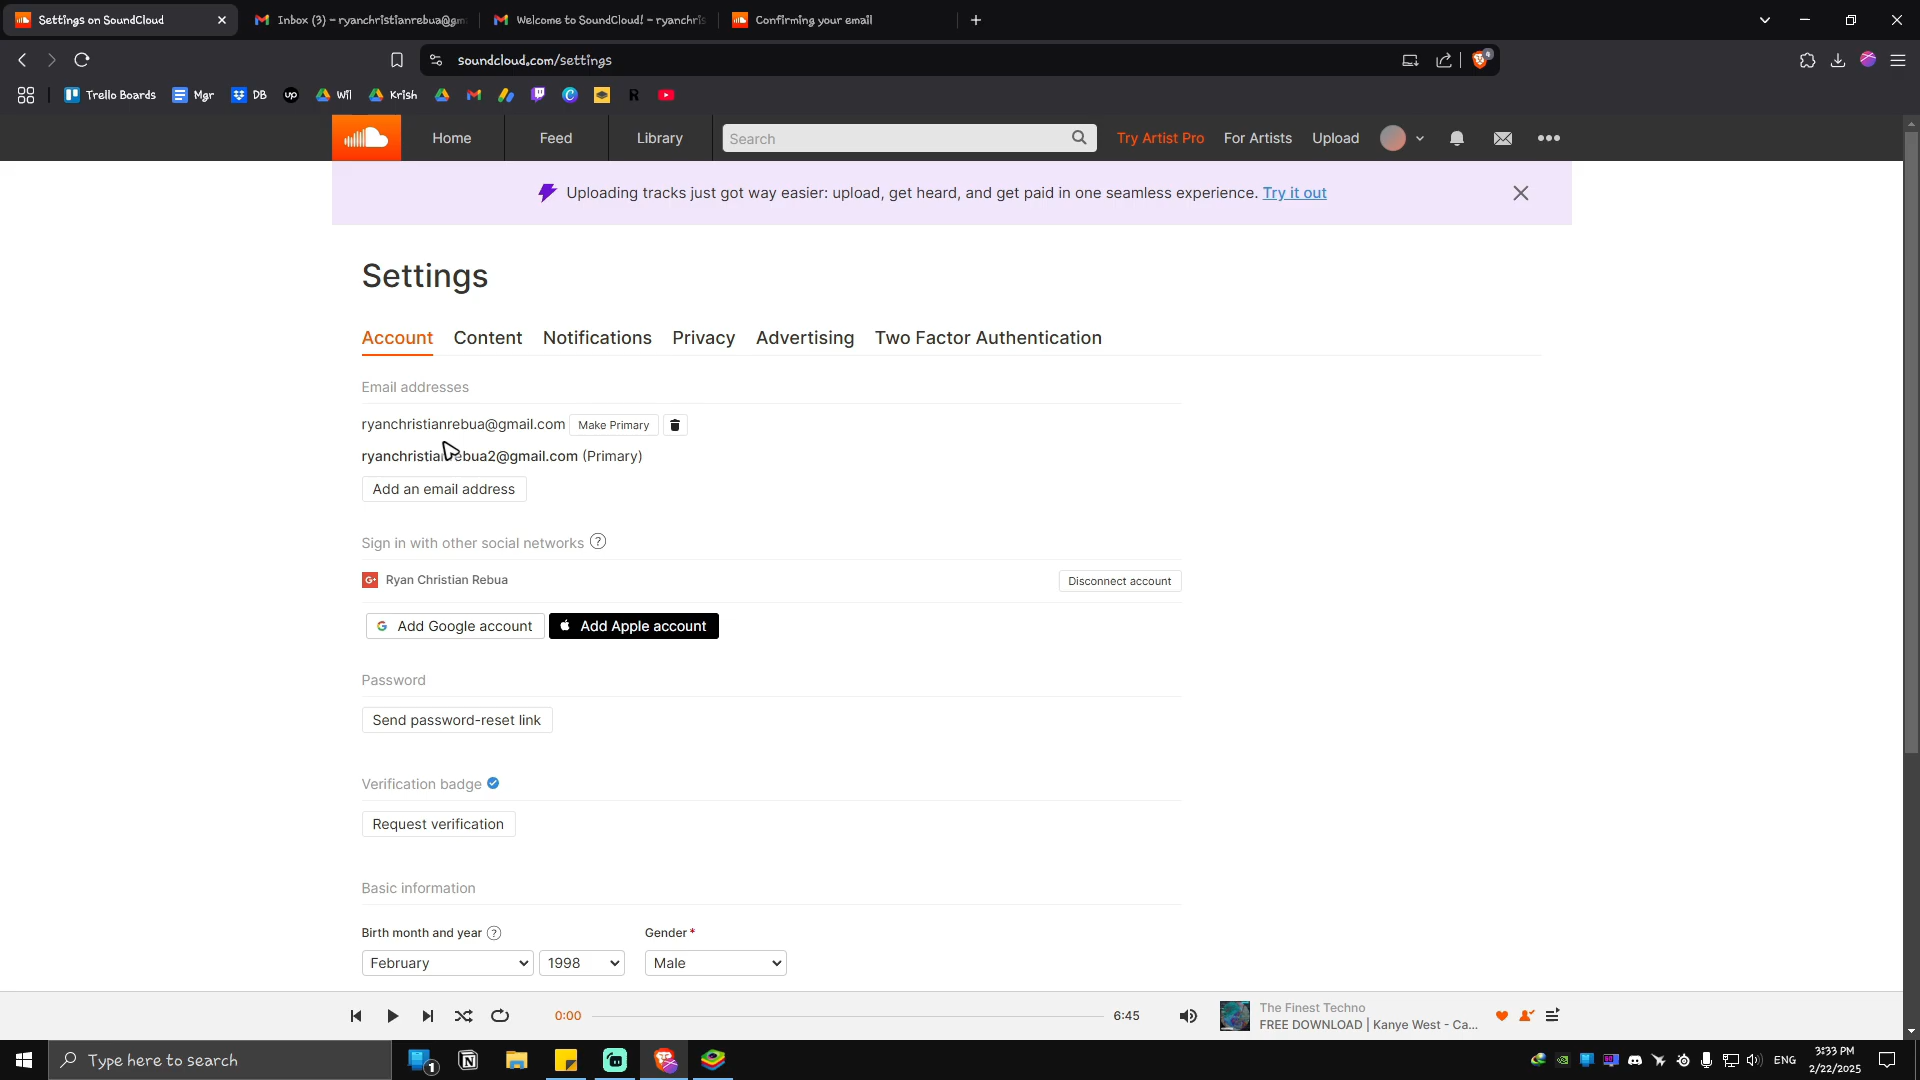 Settings on SoundCloud
Inbox (3) - ryanchristianrebua@gm
Welcome to SoundCloud! - ryanchris
Confirming your email
soundcloud.com/settings
4
Trello Boards
Mgr
DB
up
Wil
Krish
R
Home
Feed
Library
Search
Try Artist Pro
For Artists
Upload
Uploading tracks just got way easier: upload, get heard, and get paid in one seamless experience. Try it out
Settings
Account
Content
Notifications
Privacy
Advertising
Two Factor Authentication
Email addresses
ryanchristianrebua@gmail.com
Make Primary
ryanchristianrebua2@gmail.com (Primary)
Add an email address
Sign in with other social networks ?
G+ Ryan Christian Rebua
Disconnect account
G Add Google account
Add Apple account
Password
Send password-reset link
Verification badge
Request verification
Basic information
Birth month and year ?
Gender *
February
1998
Male
0:00
6:45
The Finest Techno
FREE DOWNLOAD | Kanye West - Ca...
Type here to search
1
ENG
3:33 PM
2/22/2025